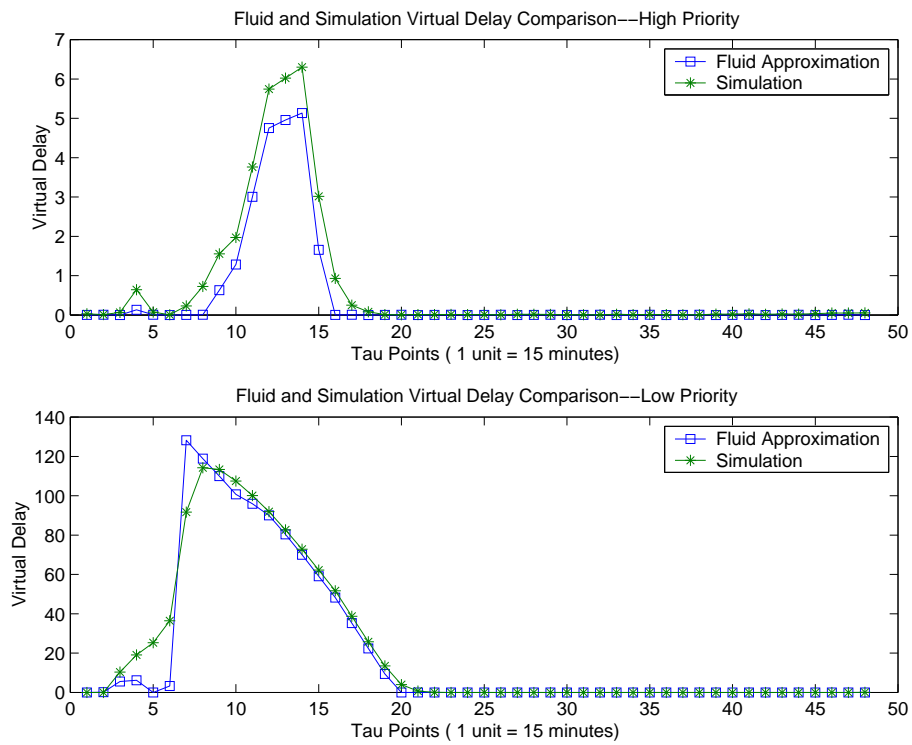 Fluid and Simulation Virtual Delay Comparison−−High Priority
7
6
5
4
3
2
1
0
Virtual Delay
Fluid Approximation
Simulation
0 5 10 15 20 25 30 35 40 45 50
Tau Points ( 1 unit = 15 minutes)
Fluid and Simulation Virtual Delay Comparison−−Low Priority
140
120
100
80
60
40
20
0
Virtual Delay
Fluid Approximation
Simulation
0 5 10 15 20 25 30 35 40 45 50
Tau Points ( 1 unit = 15 minutes)